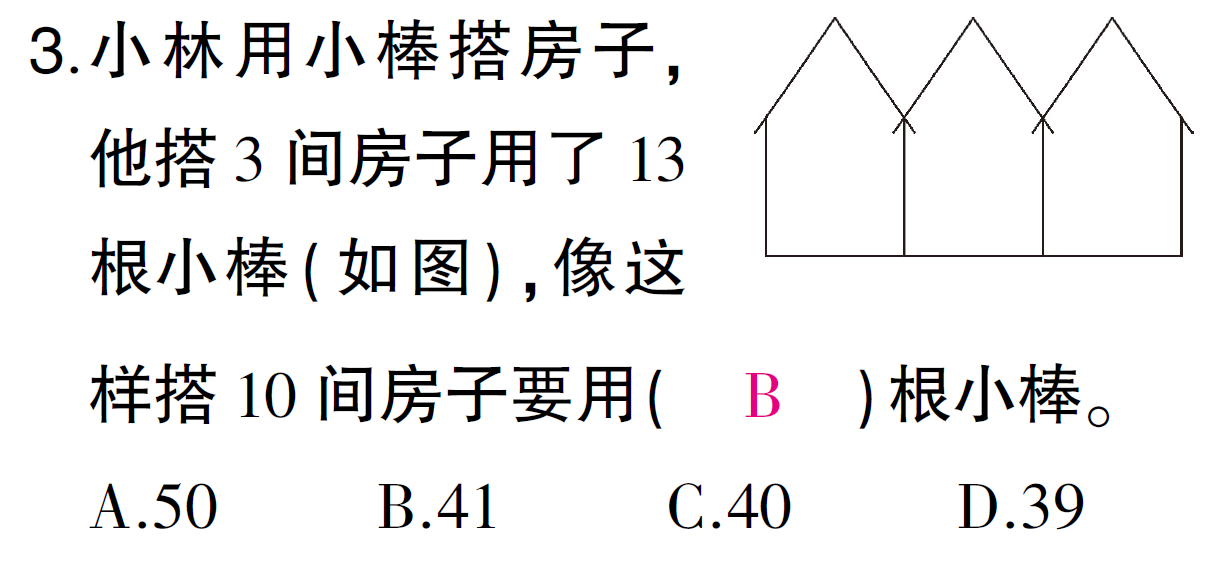 3.小林用小棒搭房子,
他搭 3 间房子用了 13
根小棒(如图),像这
样搭 10 间房子要用( B )根小棒。
A.50 B.41 C.40 D.39